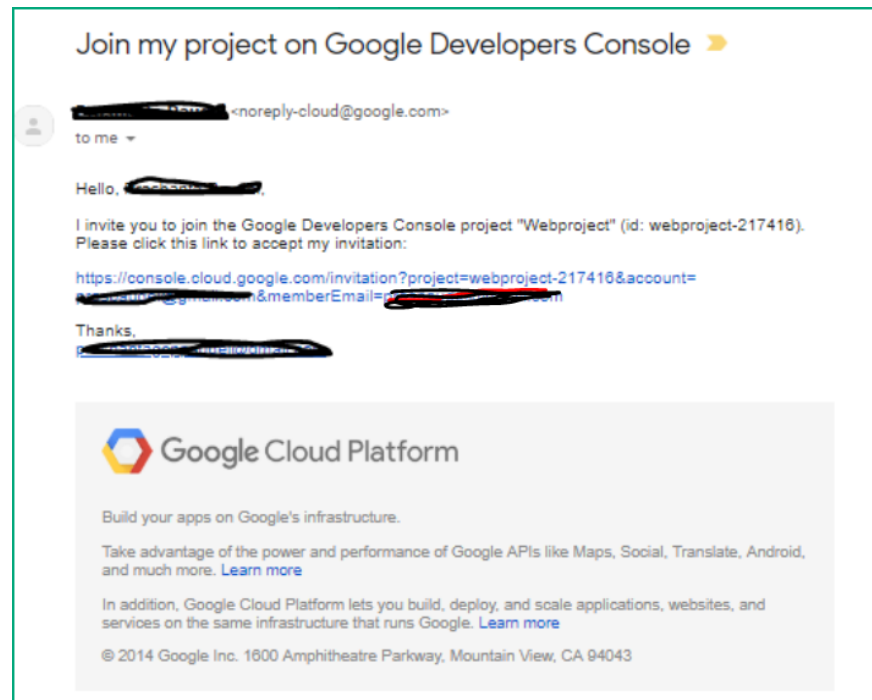 Join my project on Google Developers Console
<noreply-cloud@google.com>
to me
Hello,
I invite you to join the Google Developers Console project "Webproject" (id: webproject-217416).
Please click this link to accept my invitation:
https://console.cloud.google.com/invitation?project=webproject-217416&account=
@gmail.com&memberEmail=
Thanks,
Google Cloud Platform
Build your apps on Google's infrastructure.
Take advantage of the power and performance of Google APIs like Maps, Social, Translate, Android,
and much more. Learn more
In addition, Google Cloud Platform lets you build, deploy, and scale applications, websites, and
services on the same infrastructure that runs Google. Learn more
© 2014 Google Inc. 1600 Amphitheatre Parkway, Mountain View, CA 94043